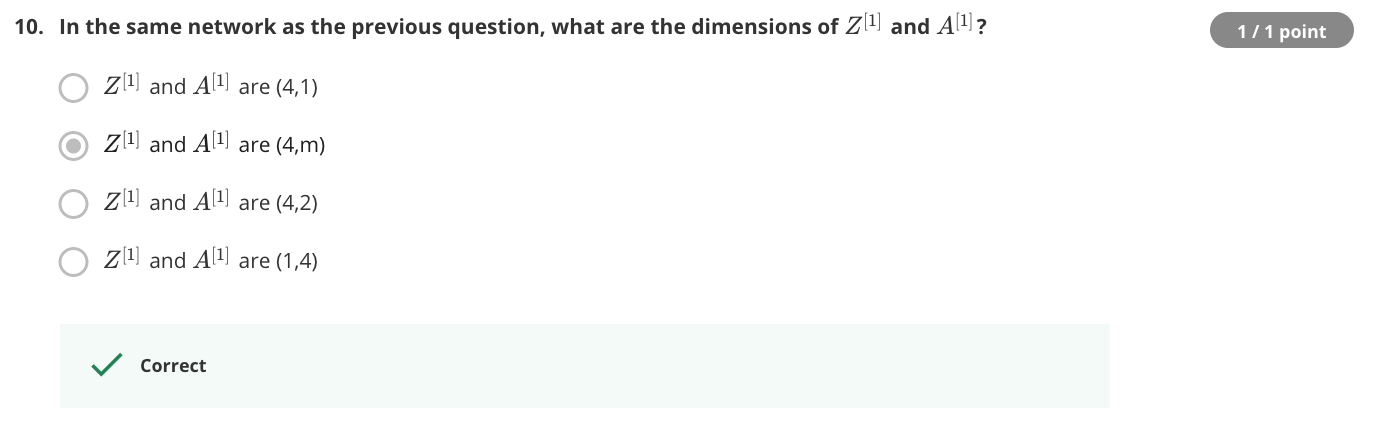 10. In the same network as the previous question, what are the dimensions of Z^[1] and A^[1]?
1 / 1 point
Z^[1] and A^[1] are (4,1)
Z^[1] and A^[1] are (4,m)
Z^[1] and A^[1] are (4,2)
Z^[1] and A^[1] are (1,4)
Correct